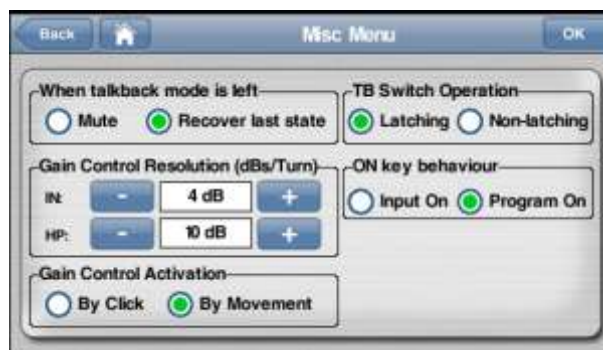 Back
Misc Menu
OK
When talkback mode is left
Mute
Recover last state
TB Switch Operation
Latching
Non-latching
Gain Control Resolution (dBs/Turn)
IN:
-
4 dB
+
HP:
-
10 dB
+
ON key behaviour
Input On
Program On
Gain Control Activation
By Click
By Movement